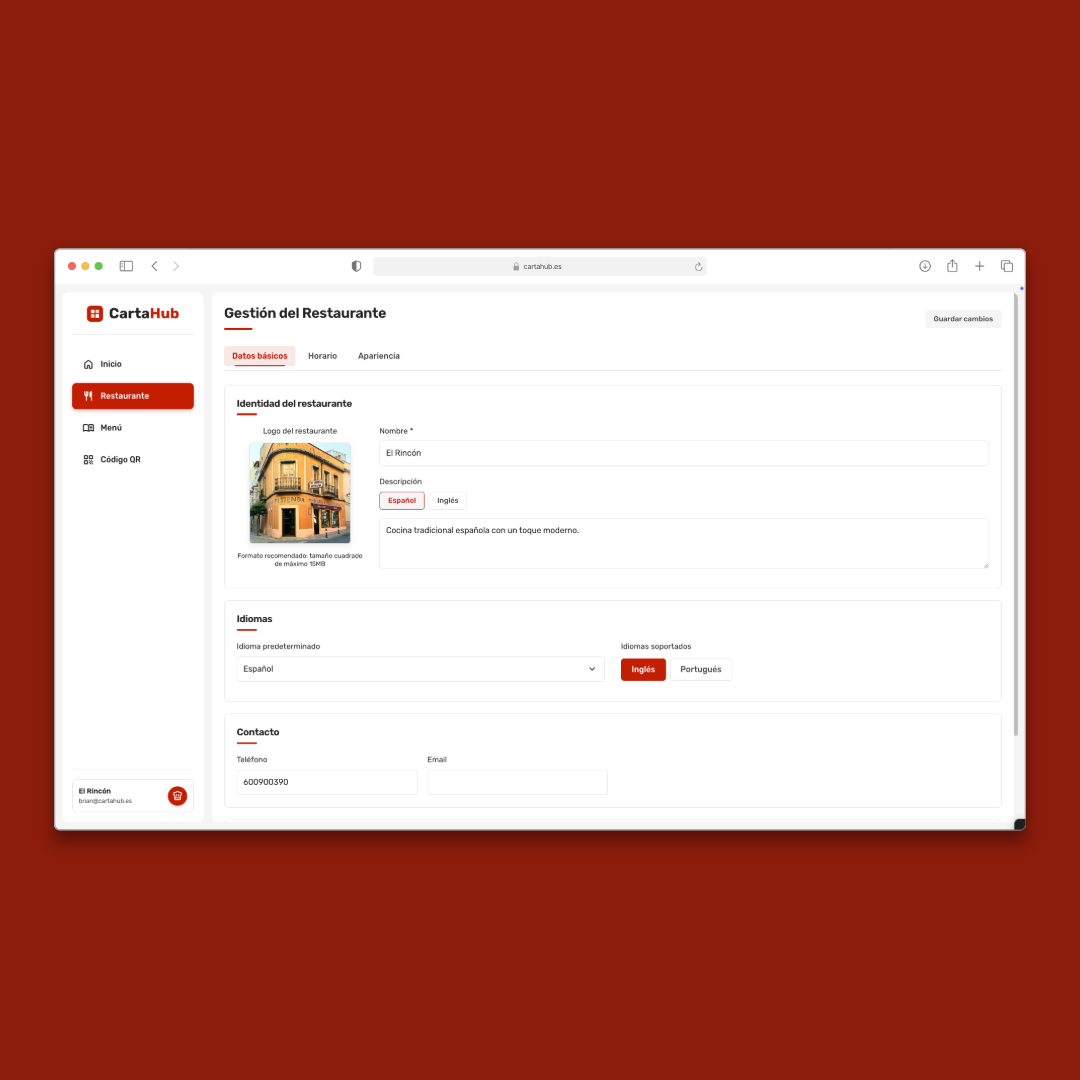 cartahub.es
CartaHub
Inicio
Restaurante
Menú
Código QR
El Rincón
brian@cartahub.es
Gestión del Restaurante
Guardar cambios
Datos básicos Horario Apariencia
Identidad del restaurante
Logo del restaurante
TIENDA
Formato recomendado: tamaño cuadrado
de máximo 15MB
Nombre *
El Rincón
Descripción
Español Inglés
Cocina tradicional española con un toque moderno.
Idiomas
Idioma predeterminado
Español
Idiomas soportados
Inglés Portugués
Contacto
Teléfono
600900390
Email